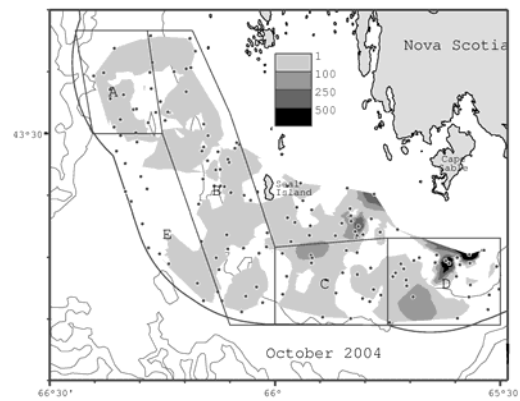 1
Nova Scotia
100
250
A
500
43°30'
Cape
Sable
B
Seal
Island
E
C
D
October 2004
66°30'
66°
65°30'